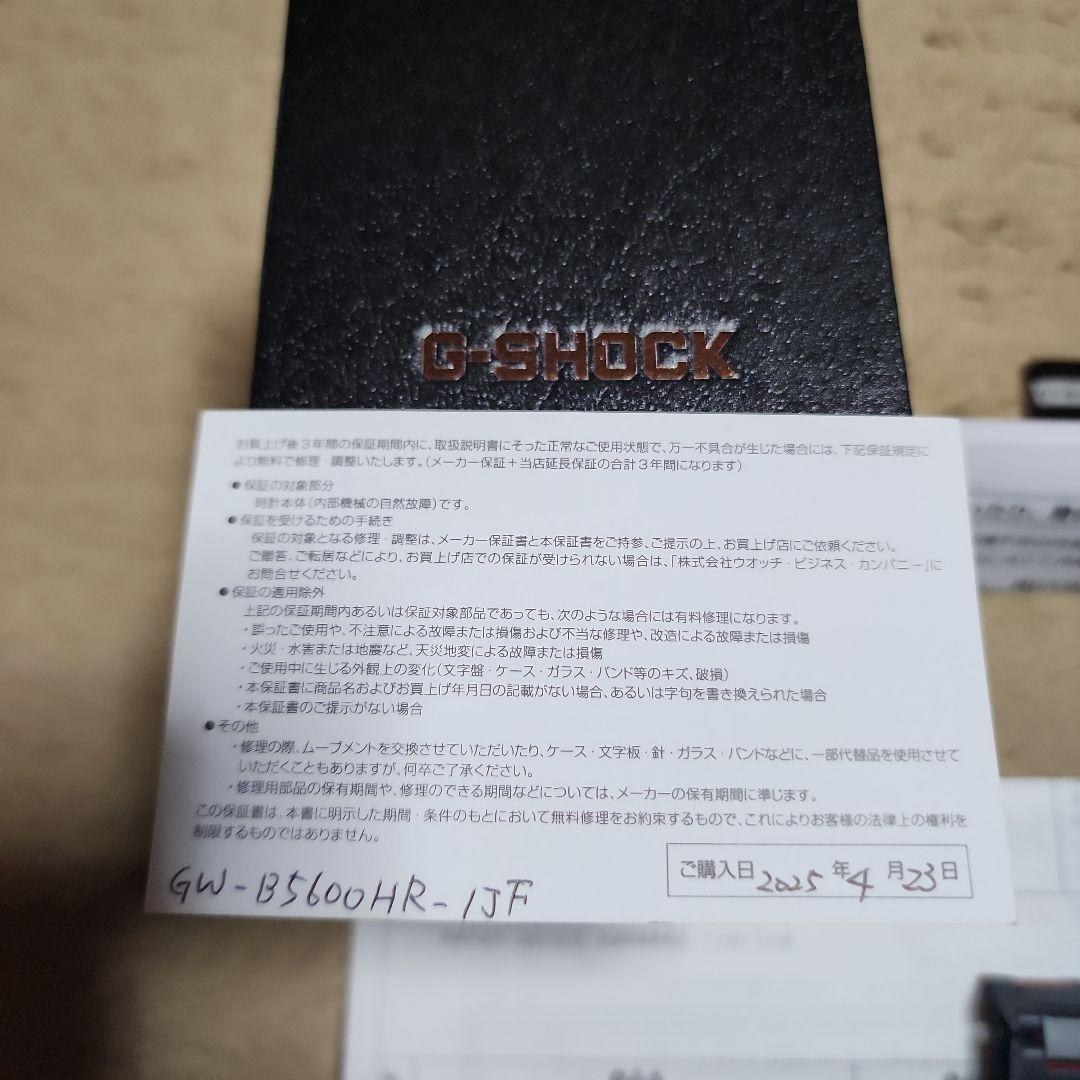 G-SHOCK
お買上げ後3年間の保証期間内に、取扱説明書にそった正常なご使用状態で、万一不具合が生じた場合には、下記保証規定に
より無料で修理・調整いたします。（メーカー保証＋当店延長保証の合計3年間になります）
●保証の対象部分
時計本体（内部機械の自然故障）です。
●保証を受けるための手続き
保証の対象となる修理・調整は、メーカー保証書と本保証書をご持参、ご提示の上、お買上げ店にご依頼ください。
ご贈答、ご転居などにより、お買上げ店での保証が受けられない場合は、「株式会社ウオッチ・ビジネス・カンパニー」に
お問合せください。
●保証の適用除外
上記の保証期間内あるいは保証対象部品であっても、次のような場合には有料修理になります。
・誤ったご使用や、不注意による故障または損傷および不当な修理や、改造による故障または損傷
・火災・水害または地震など、天災地変による故障または損傷
・ご使用中に生じる外観上の変化（文字盤・ケース・ガラス・バンド等のキズ、破損）
・本保証書に商品名およびお買上げ年月日の記載がない場合、あるいは字句を書き換えられた場合
・本保証書のご提示がない場合
●その他
・修理の際、ムーブメントを交換させていただいたり、ケース・文字板・針・ガラス・バンドなどに、一部代替品を使用させて
いただくこともありますが、何卒ご了承ください。
・修理用部品の保有期間や、修理のできる期間などについては、メーカーの保有期間に準じます。
この保証書は、本書に明示した期間・条件のもとにおいて無料修理をお約束するもので、これによりお客様の法律上の権利を
制限するものではありません。
ご購入日2025年4月23日
GW-B5600HR-1JF